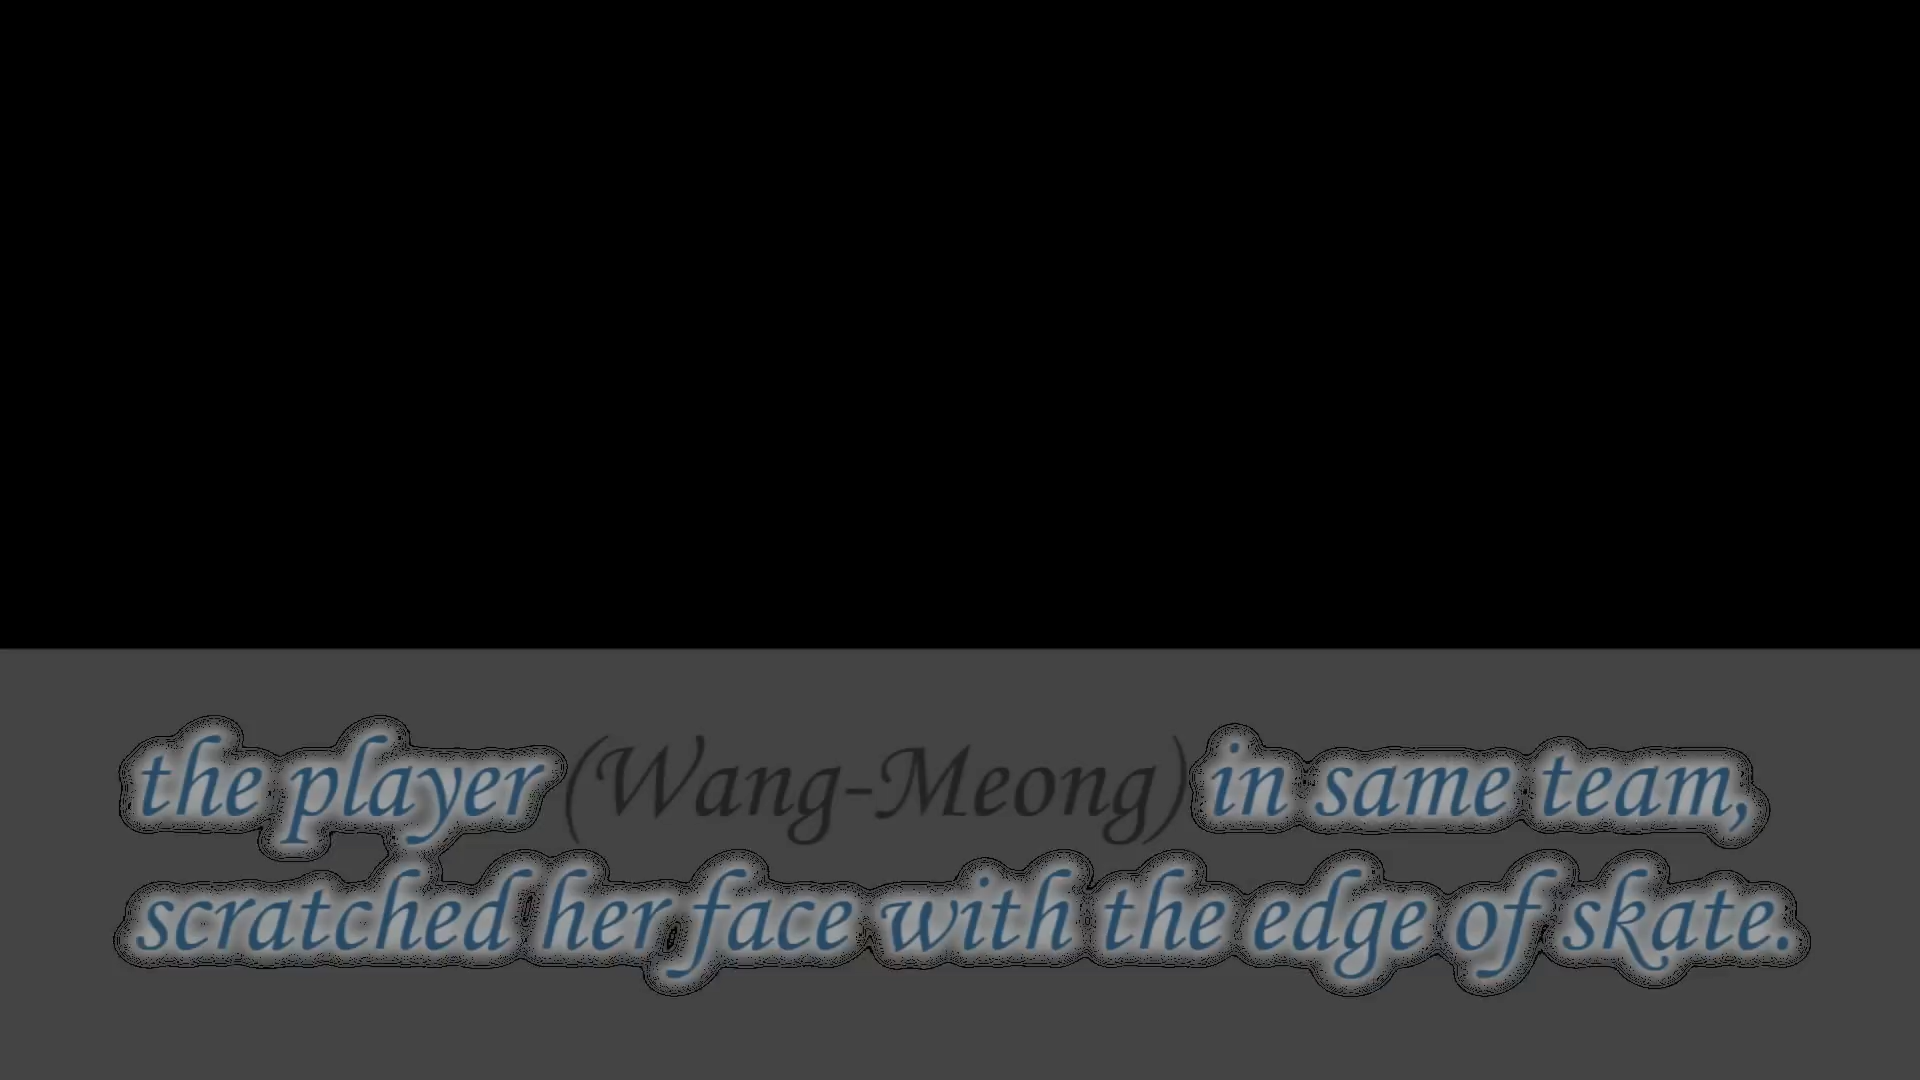 the player (Wang-Meong) in same team,
scratched her face with the edge of skate.